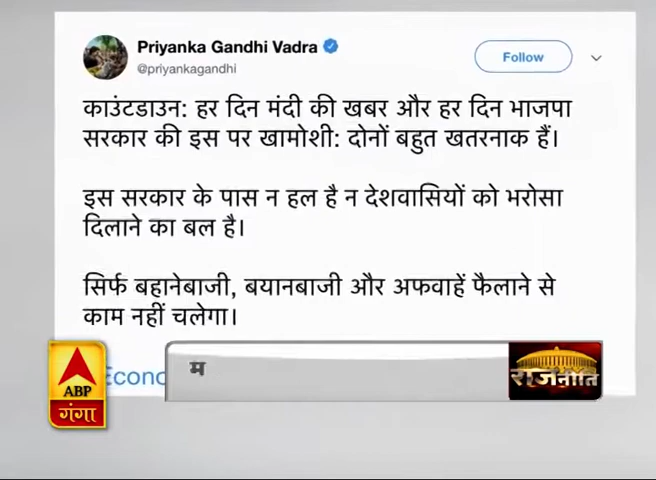 Priyanka Gandhi Vadra
@priyankagandhi
Follow
काउंटडाउन: हर दिन मंदी की खबर और हर दिन भाजपा
सरकार की इस पर खामोशी: दोनों बहुत खतरनाक हैं।
इस सरकार के पास न हल है न देशवासियों को भरोसा
दिलाने का बल है।
सिर्फ बहानेबाजी, बयानबाजी और अफवाहें फैलाने से
काम नहीं चलेगा।
Econo
म
ABP
गंगा
राजनीति